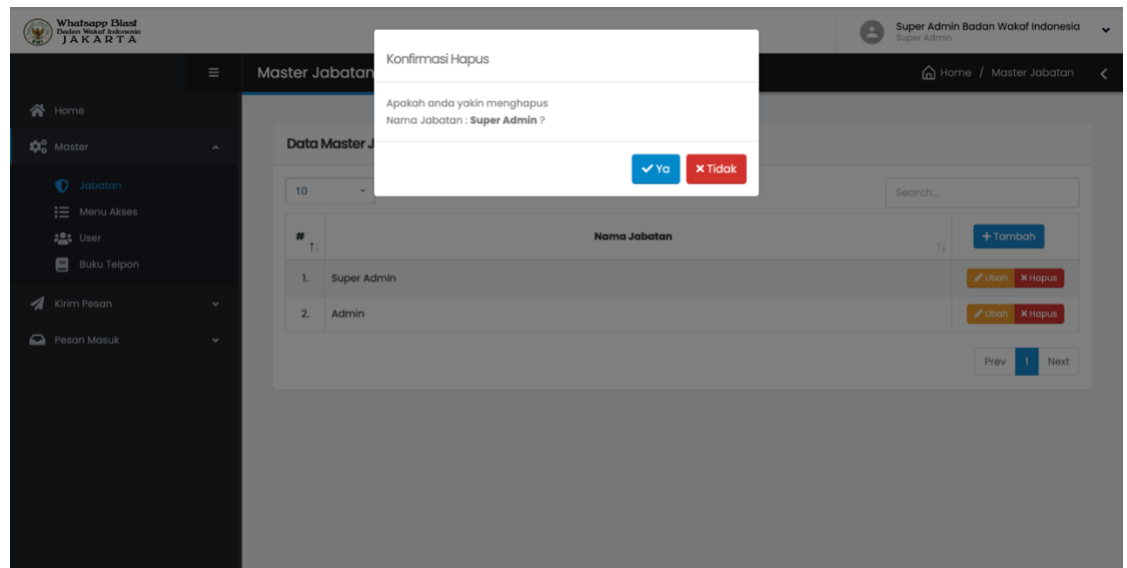 Whatsapp Blast
Badan Wakaf Indonesia
JAKARTA
Super Admin Badan Wakaf Indonesia
Super Admin
Master Jabatan
Home / Master Jabatan
Konfirmasi Hapus
Apakah anda yakin menghapus
Nama Jabatan : Super Admin ?
Ya
Tidak
Home
Master
Jabatan
Menu Akses
User
Buku Telpon
Kirim Pesan
Pesan Masuk
Data Master J
10
Search...
# Nama Jabatan + Tambah
1. Super Admin Ubah Hapus
2. Admin Ubah Hapus
Prev 1 Next